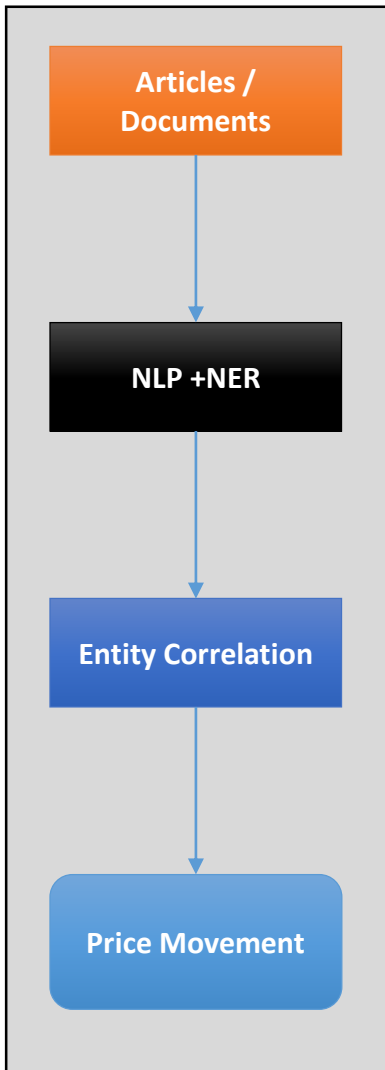 Articles /
Documents
NLP +NER
Entity Correlation
Price Movement